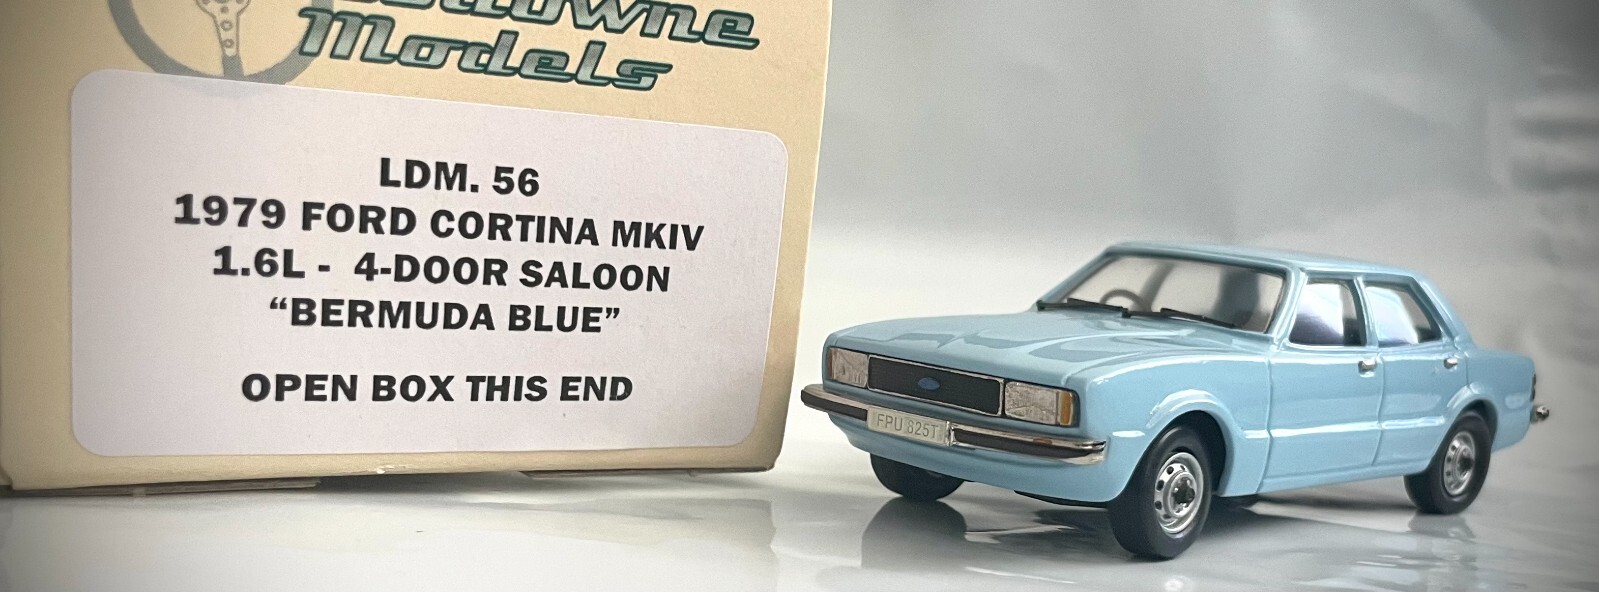 Models
LDM. 56
1979 FORD CORTINA MKIV
1.6L - 4-DOOR SALOON
“BERMUDA BLUE”
OPEN BOX THIS END
FPU 825T